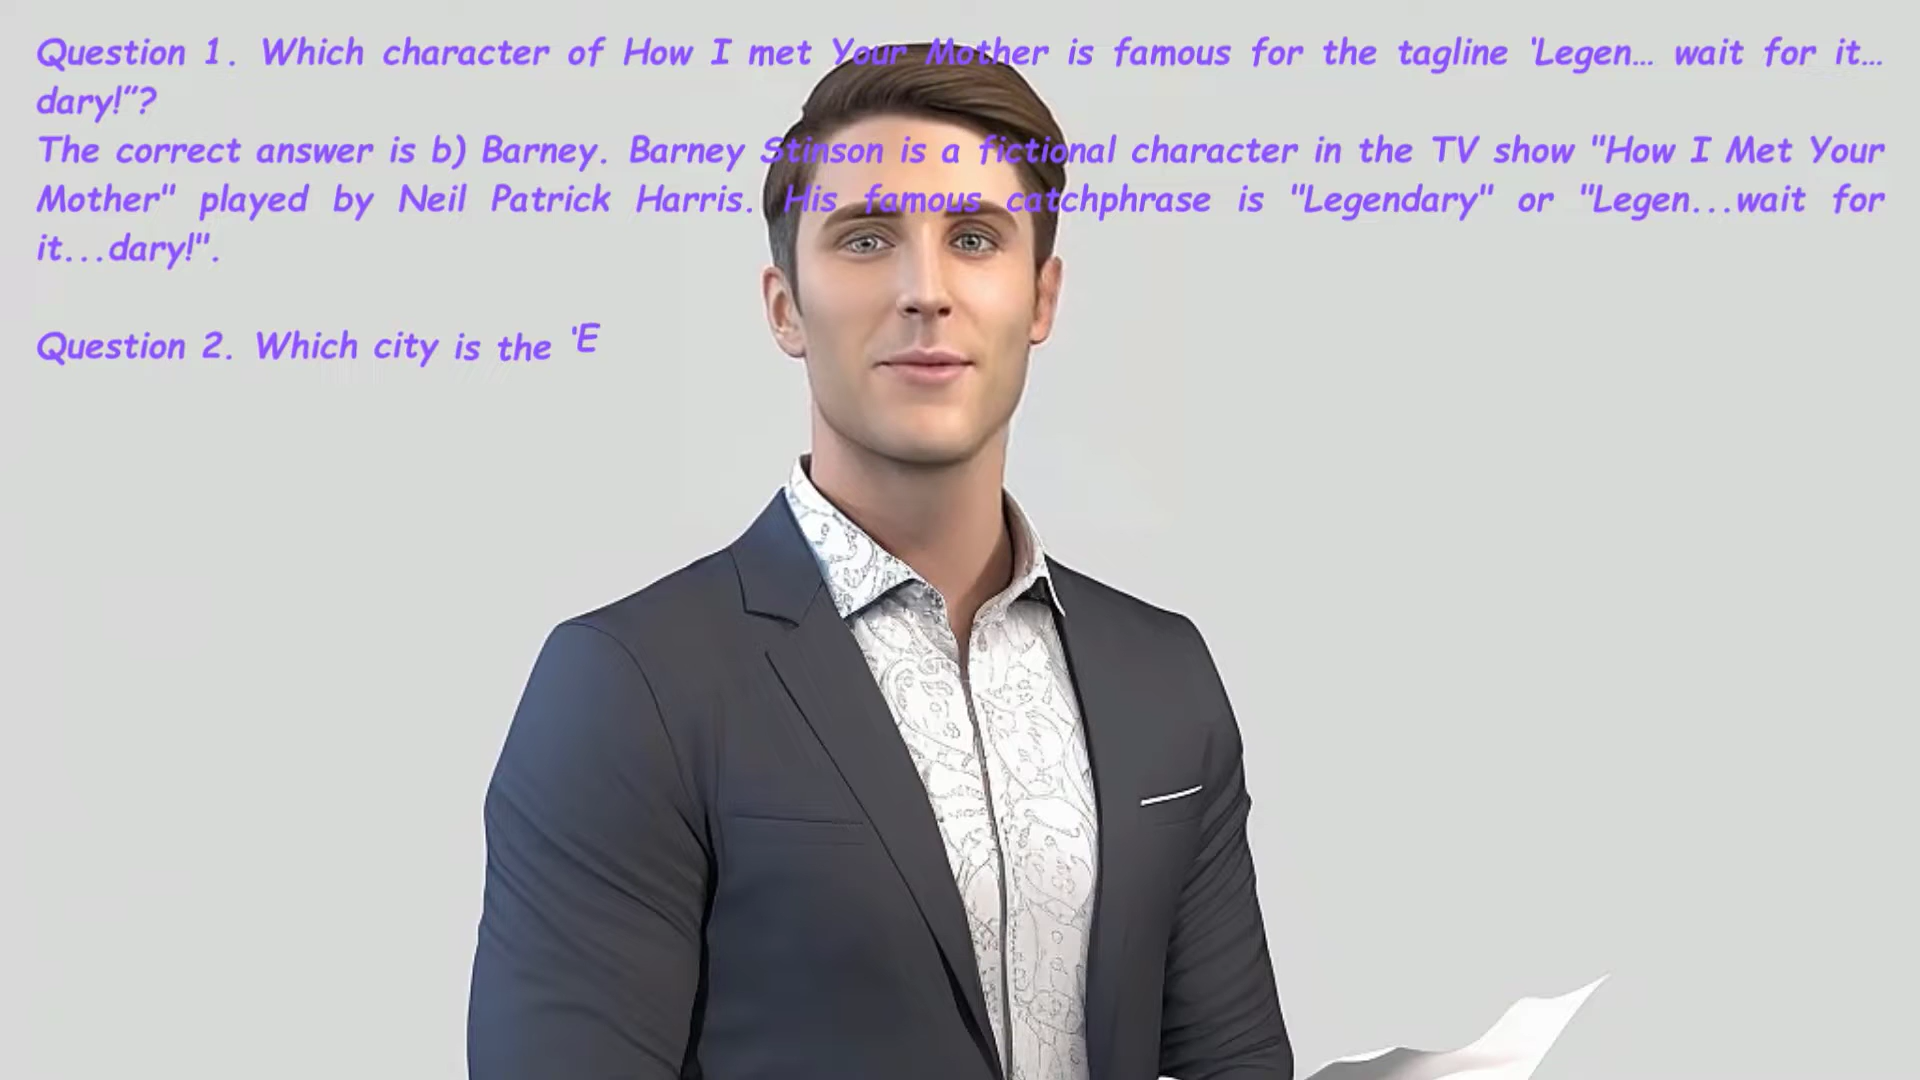 Question 1. Which character of How I met Your Mother is famous for the tagline ‘Legen… wait for it…
dary!”?
The correct answer is b) Barney. Barney Stinson is a fictional character in the TV show "How I Met Your
Mother" played by Neil Patrick Harris. His famous catchphrase is "Legendary" or "Legen...wait for
it...dary!".
Question 2. Which city is the ‘E